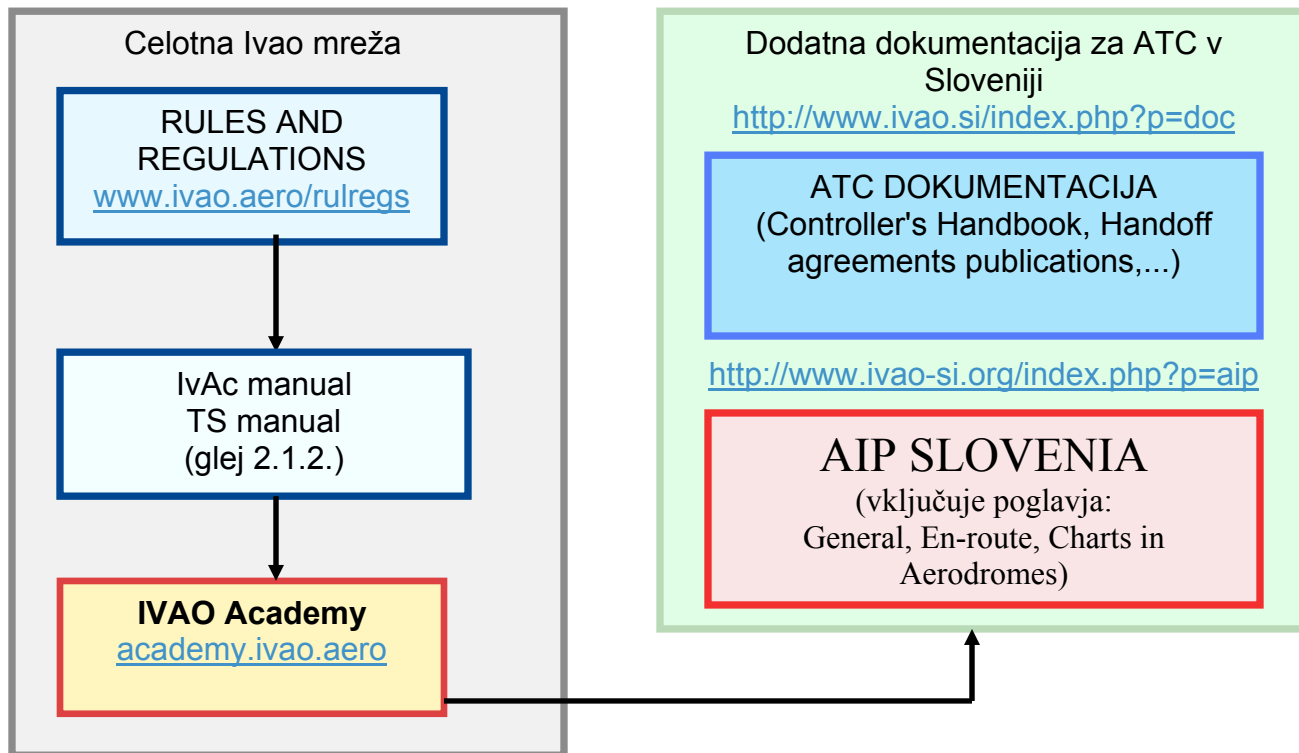 Celotna Ivao mreža
RULES AND
REGULATIONS
www.ivao.aero/rulregs
IvAc manual
TS manual
(glej 2.1.2.)
IVAO Academy
academy.ivao.aero
Dodatna dokumentacija za ATC v
Sloveniji
http://www.ivao.si/index.php?p=doc
ATC DOKUMENTACIJA
(Controller's Handbook, Handoff
agreements publications,...)
http://www.ivao-si.org/index.php?p=aip
AIP SLOVENIA
(vključuje poglavja:
General, En-route, Charts in
Aerodromes)